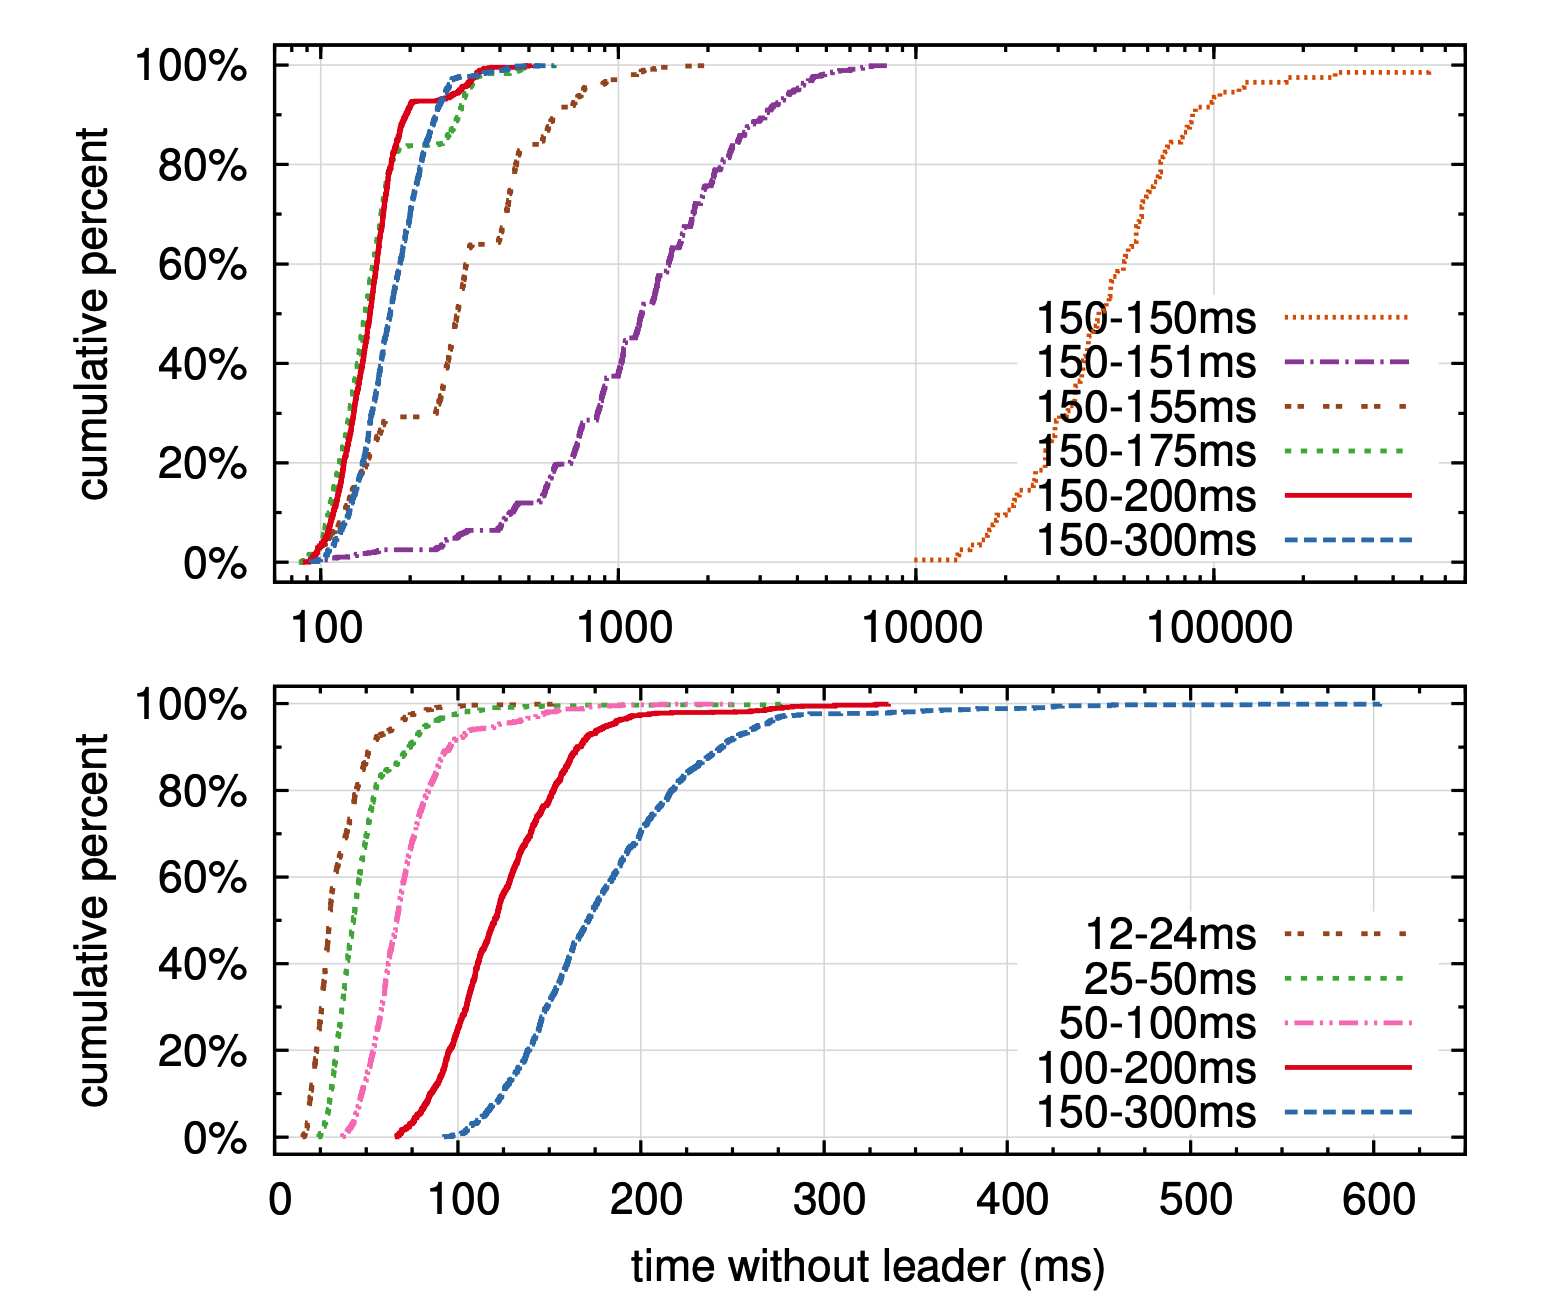 100%
80%
60%
40%
20%
0%
cumulative percent
150-150ms
150-151ms
150-155ms
150-175ms
150-200ms
150-300ms
100 1000 10000 100000
100%
80%
60%
40%
20%
0%
cumulative percent
12-24ms
25-50ms
50-100ms
100-200ms
150-300ms
0 100 200 300 400 500 600
time without leader (ms)